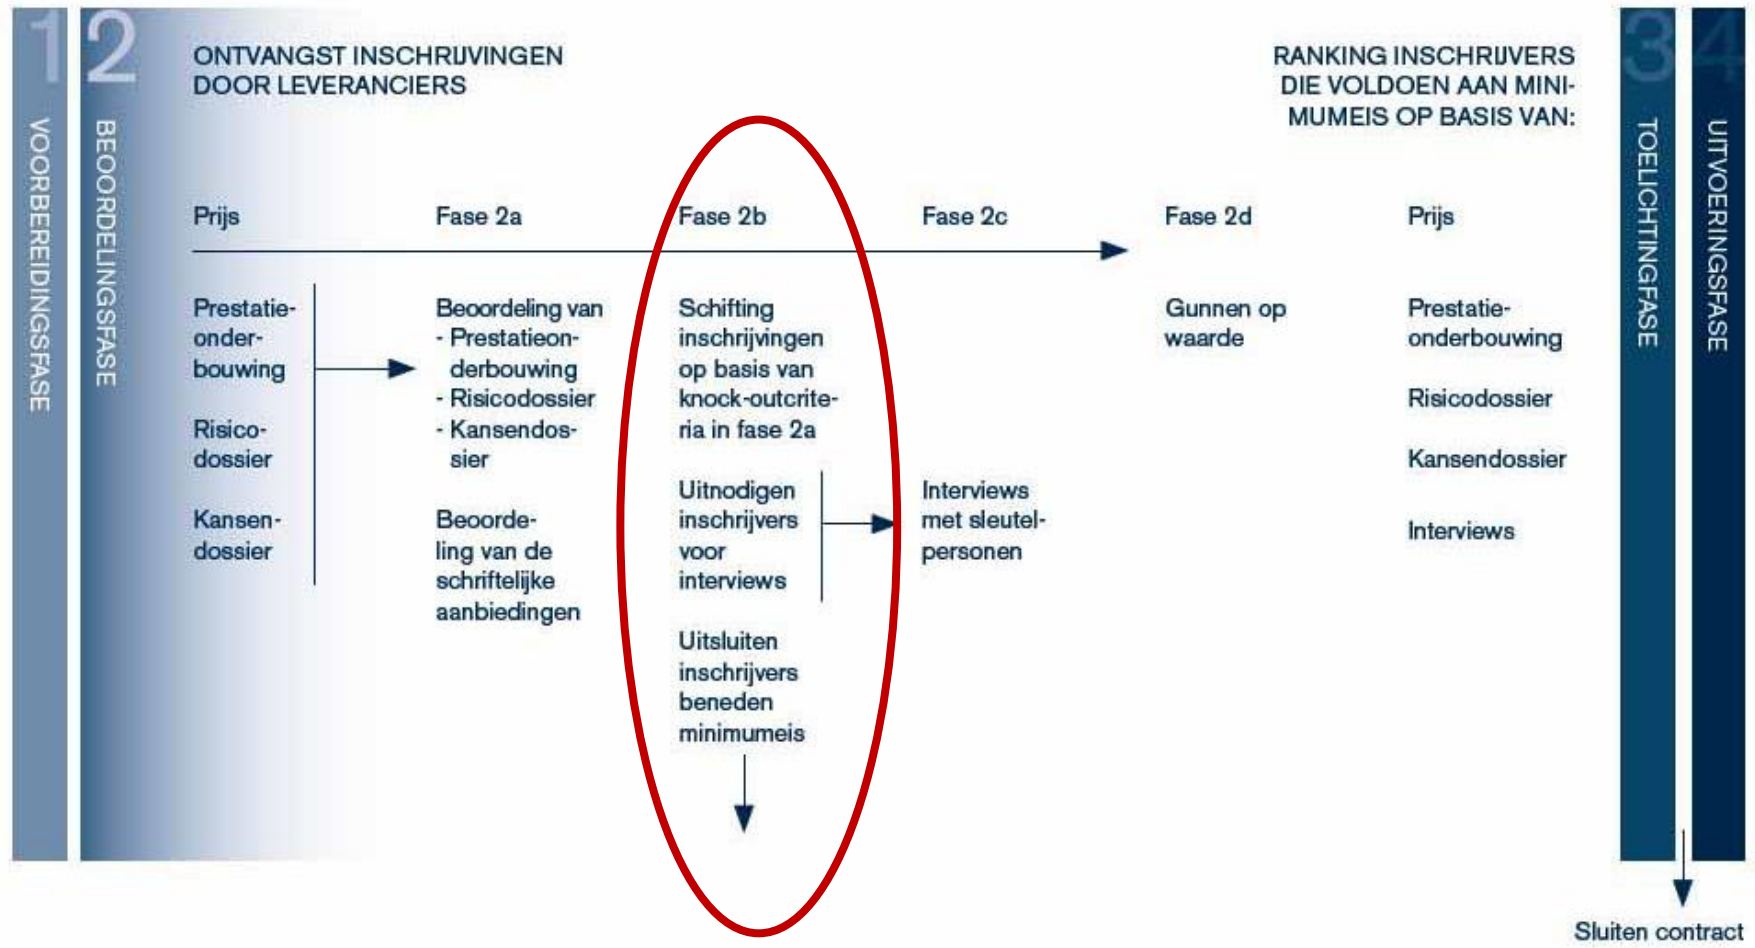 1
VOORBEREIDINGSFASE
2
BEOORDELINGSFASE
ONTVANGST INSCHRIJVINGEN
DOOR LEVERANCIERS
RANKING INSCHRIJVERS
DIE VOLDOEN AAN MINI-
MUMEIS OP BASIS VAN:
Prijs
Prestatie-
onder-
bouwing
Risico-
dossier
Kansen-
dossier
Fase 2a
Beoordeling van
- Prestatieon-
derbouwing
- Risicodossier
- Kansendos-
sier
Beoorde-
ling van de
schriftelijke
aanbiedingen
Fase 2b
Schifting
inschrijvingen
op basis van
knock-outcrite-
ria in fase 2a
Uitnodigen
inschrijvers
voor
interviews
Uitsluiten
inschrijvers
beneden
minimumeis
Fase 2c
Interviews
met sleutel-
personen
Fase 2d
Gunnen op
waarde
Prijs
Prestatie-
onderbouwing
Risicodossier
Kansendossier
Interviews
3
TOELICHTINGFASE
4
UITVOERINGSFASE
Sluiten contract